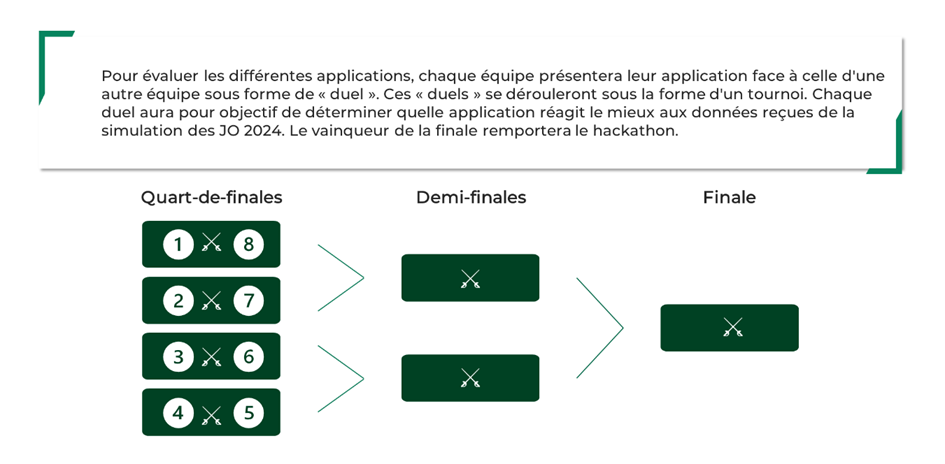 Pour évaluer les différentes applications, chaque équipe présentera leur application face à celle d'une
autre équipe sous forme de « duel ». Ces « duels » se dérouleront sous la forme d'un tournoi. Chaque
duel aura pour objectif de déterminer quelle application réagit le mieux aux données reçues de la
simulation des JO 2024. Le vainqueur de la finale remportera le hackathon.
Quart-de-finales
Demi-finales
Finale
1 8
2 7
3 6
4 5